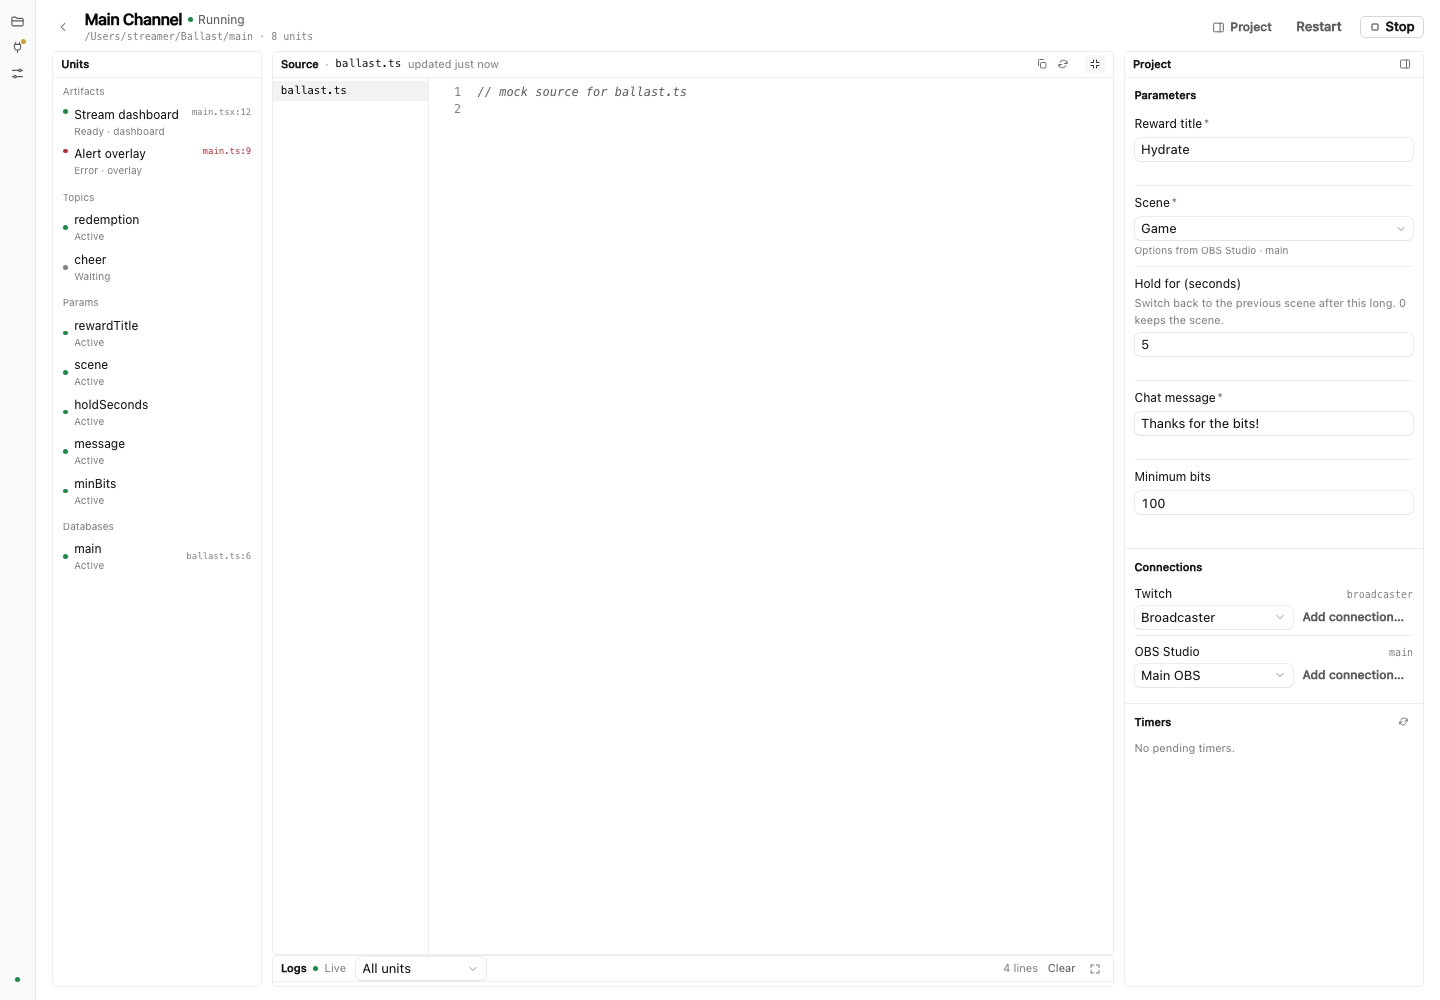 Main Channel
Running
/Users/streamer/Ballast/main · 8 units
Project
Restart
Stop
Units
Artifacts
Stream dashboard
main.tsx:12
Ready · dashboard
Alert overlay
main.ts:9
Error · overlay
Topics
redemption
Active
cheer
Waiting
Params
rewardTitle
Active
scene
Active
holdSeconds
Active
message
Active
minBits
Active
Databases
main
ballast.ts:6
Active
Source · ballast.ts updated just now
ballast.ts
1 // mock source for ballast.ts
2
Logs
Live
All units
4 lines
Clear
Project
Parameters
Reward title *
Hydrate
Scene *
Game
Options from OBS Studio · main
Hold for (seconds)
Switch back to the previous scene after this long. 0
keeps the scene.
5
Chat message *
Thanks for the bits!
Minimum bits
100
Connections
Twitch
broadcaster
Broadcaster
Add connection...
OBS Studio
main
Main OBS
Add connection...
Timers
No pending timers.